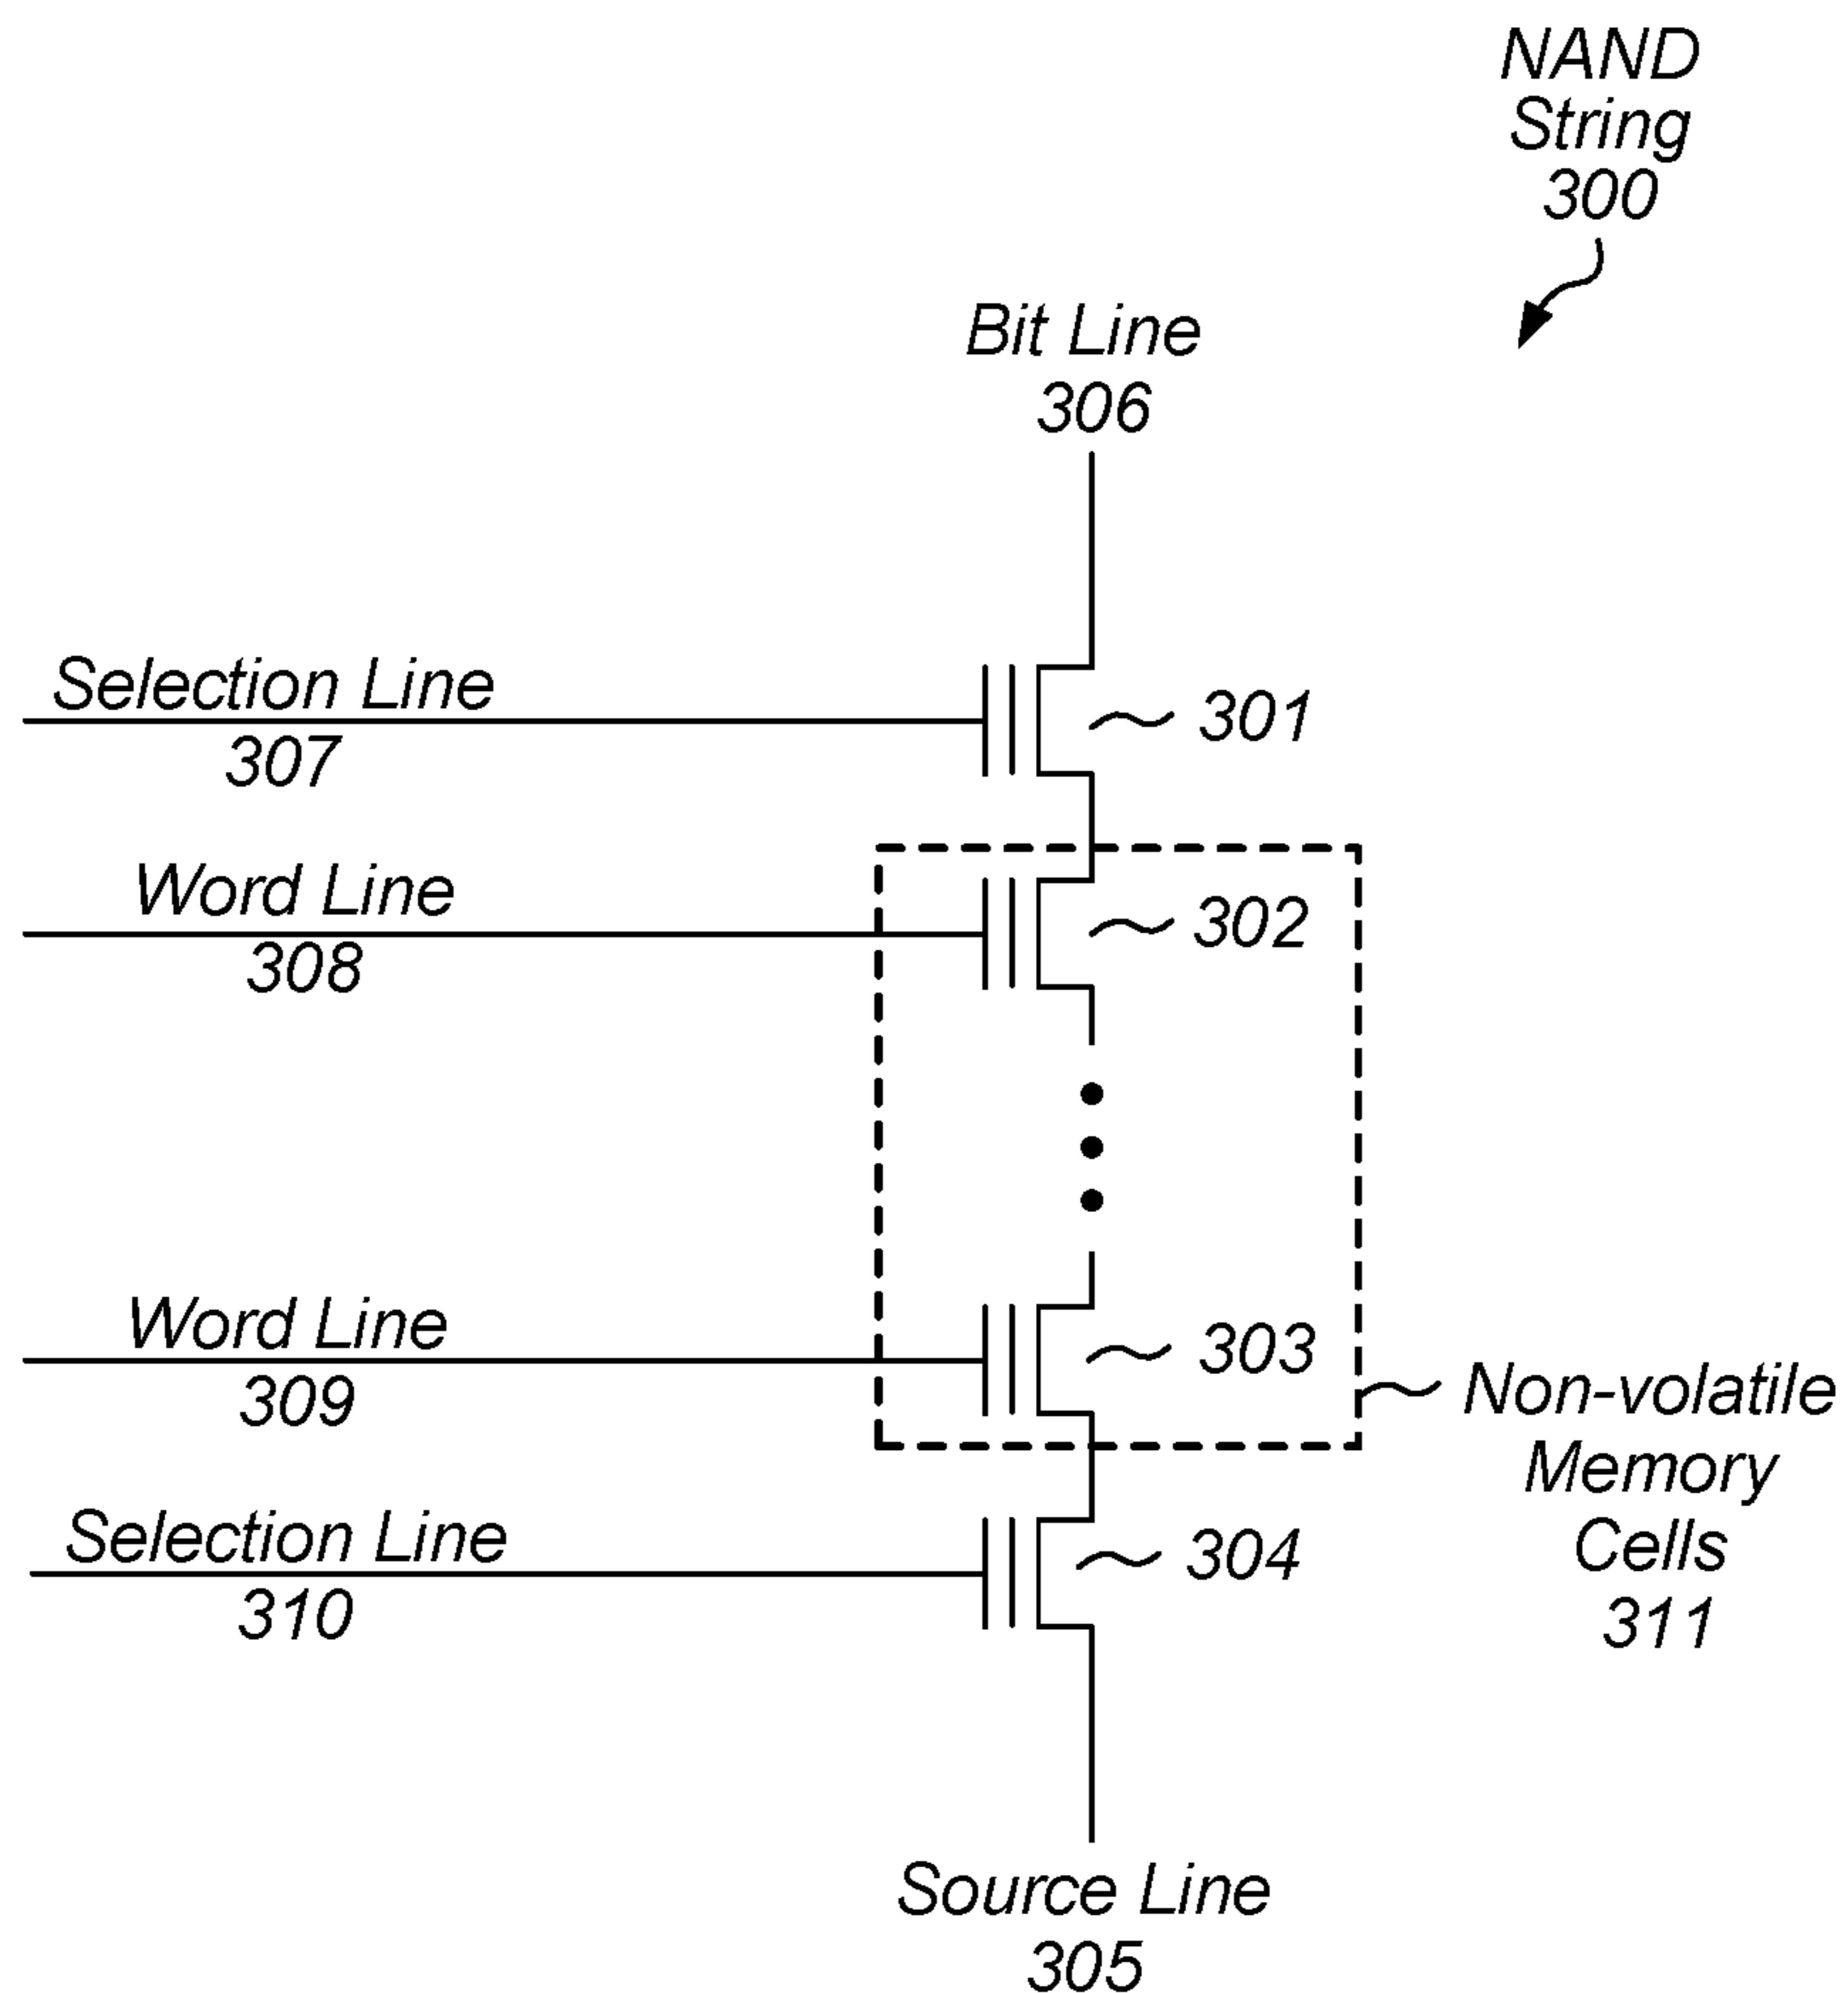 NAND
String
300
Bit Line
306
Selection Line
307
301
Word Line
308
302
Word Line
309
303
Non-volatile
Memory
Cells
311
Selection Line
310
304
Source Line
305